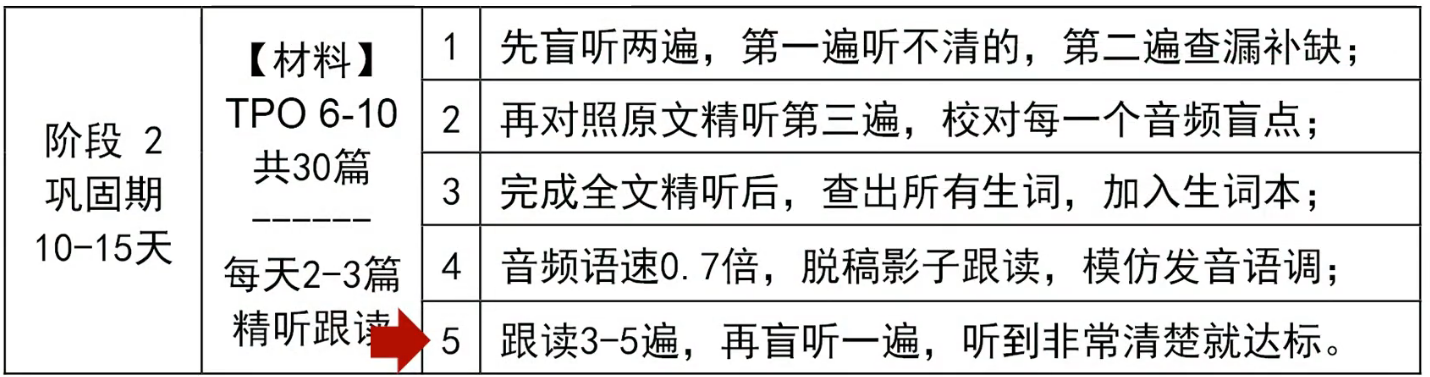 阶段 2
巩固期
10-15天
【材料】
TPO 6-10
共30篇
------
每天2-3篇
精听跟读
1 先盲听两遍，第一遍听不清的，第二遍查漏补缺；
2 再对照原文精听第三遍，校对每一个音频盲点；
3 完成全文精听后，查出所有生词，加入生词本；
4 音频语速0.7倍，脱稿影子跟读，模仿发音语调；
5 跟读3-5遍，再盲听一遍，听到非常清楚就达标。